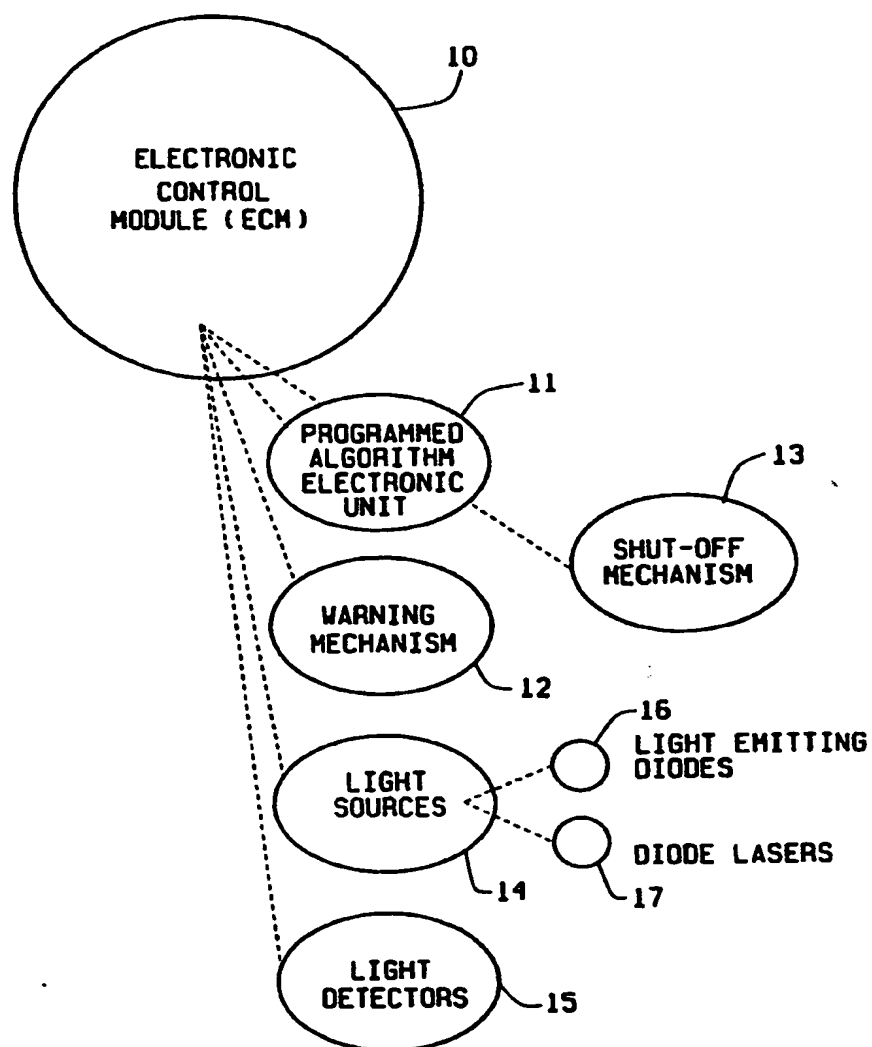 10
ELECTRONIC
CONTROL
MODULE (ECM)
11
PROGRAMMED
ALGORITHM
ELECTRONIC
UNIT
13
SHUT-OFF
MECHANISM
WARNING
MECHANISM
12
16
LIGHT EMITTING
DIODES
LIGHT
SOURCES
DIODE LASERS
14
17
LIGHT
DETECTORS
15